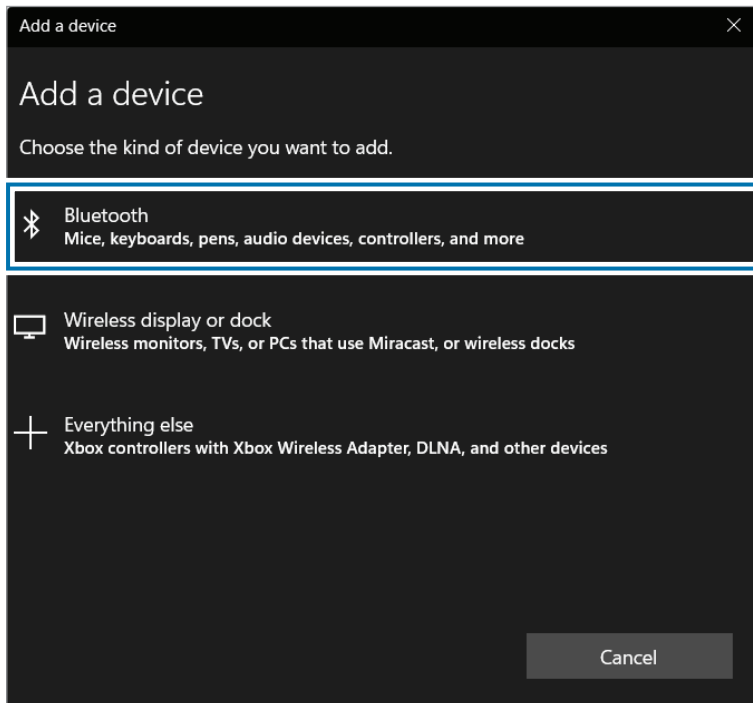 Add a device
Add a device
Choose the kind of device you want to add.
Bluetooth
Mice, keyboards, pens, audio devices, controllers, and more
Wireless display or dock
Wireless monitors, TVs, or PCs that use Miracast, or wireless docks
Everything else
Xbox controllers with Xbox Wireless Adapter, DLNA, and other devices
Cancel